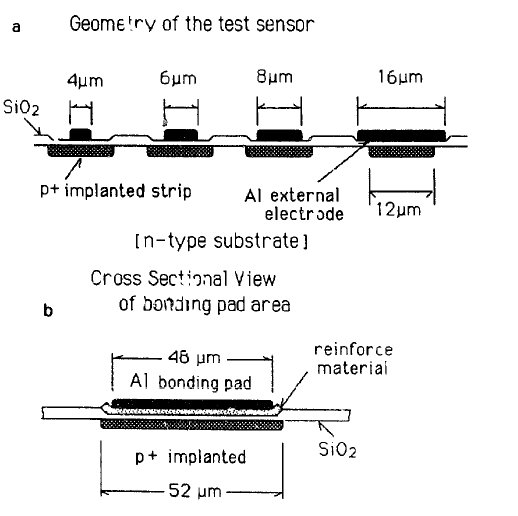 a Geometry of the test sensor
4μm 6μm 8μm 16μm
SiO2
p+ implanted strip
Al external
electrode
12μm
[n-type substrate]
Cross Sectional View
of bonding pad area
b
48 μm
Al bonding pad
reinforce
material
p+ implanted
SiO2
52 μm